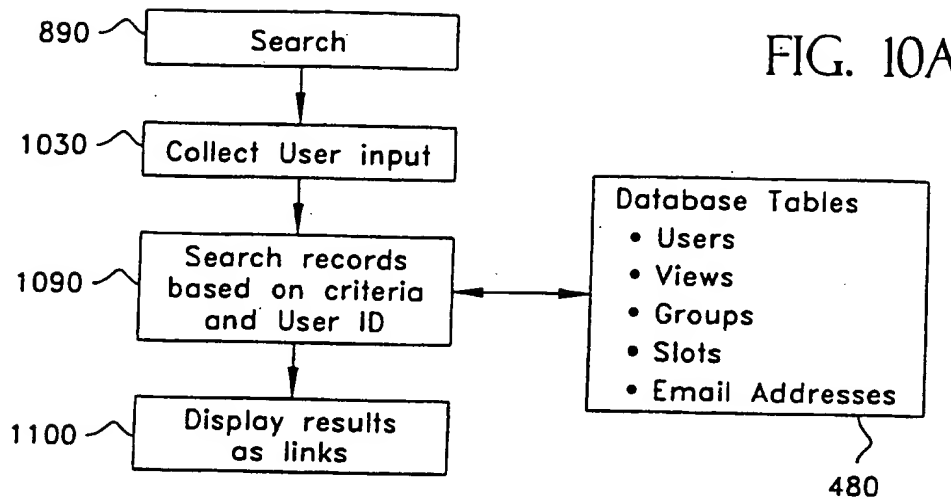 FIG. 10A
890
Search
1030
Collect User input
1090
Search records
based on criteria
and User ID
Database Tables
• Users
• Views
• Groups
• Slots
• Email Addresses
480
1100
Display results
as links